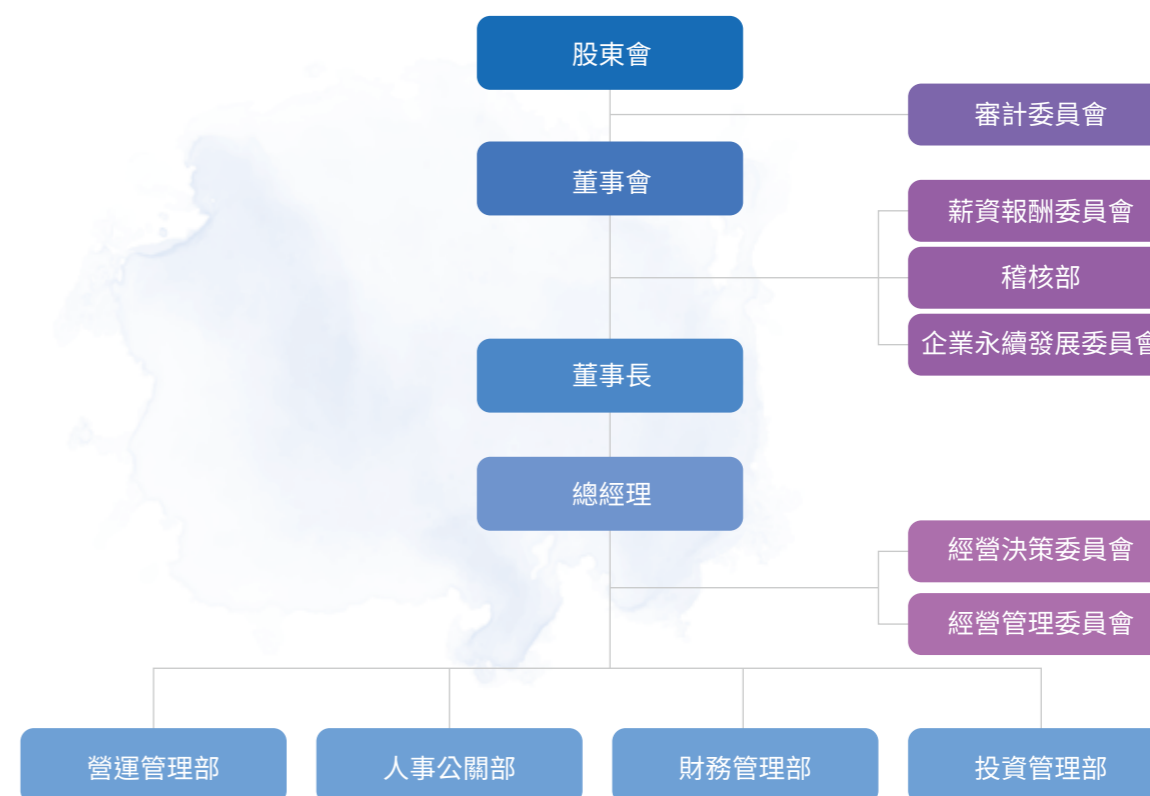 股東會
審計委員會
董事會
薪資報酬委員會
稽核部
企業永續發展委員會
董事長
總經理
經營決策委員會
經營管理委員會
營運管理部
人事公關部
財務管理部
投資管理部